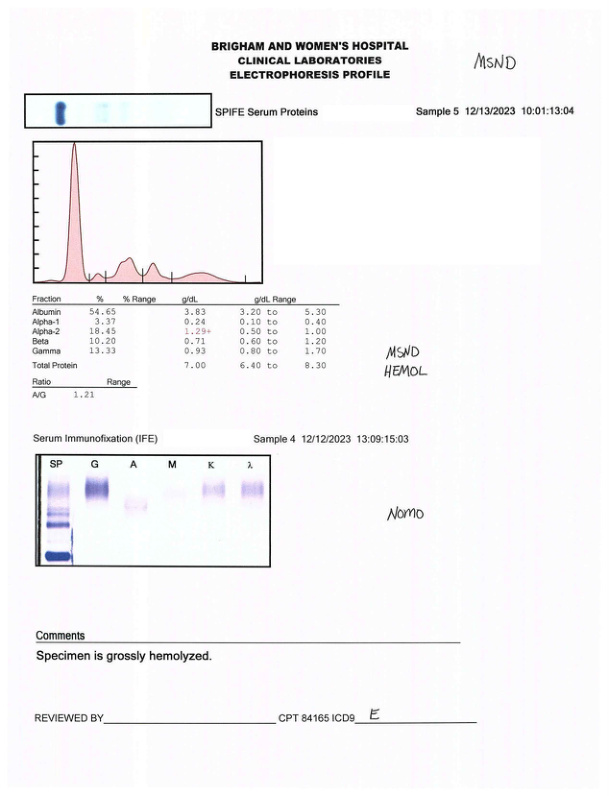 BRIGHAM AND WOMEN'S HOSPITAL
CLINICAL LABORATORIES
ELECTROPHORESIS PROFILE
MSND
SPIFE Serum Proteins Sample 5 12/13/2023 10:01:13:04
Fraction % % Range g/dL g/dL Range
Albumin 54.65 3.83 3.20 to 5.30
Alpha-1 3.37 0.24 0.10 to 0.40
Alpha-2 18.45 1.29+ 0.50 to 1.00
Beta 10.20 0.71 0.60 to 1.20
Gamma 13.33 0.93 0.80 to 1.70
Total Protein 7.00 6.40 to 8.30
MSND
HEMOL
Ratio Range
A/G 1.21
Serum Immunofixation (IFE) Sample 4 12/12/2023 13:09:15:03
SP G A M K λ
NOMO
Comments
Specimen is grossly hemolyzed.
REVIEWED BY CPT 84165 ICD9 E